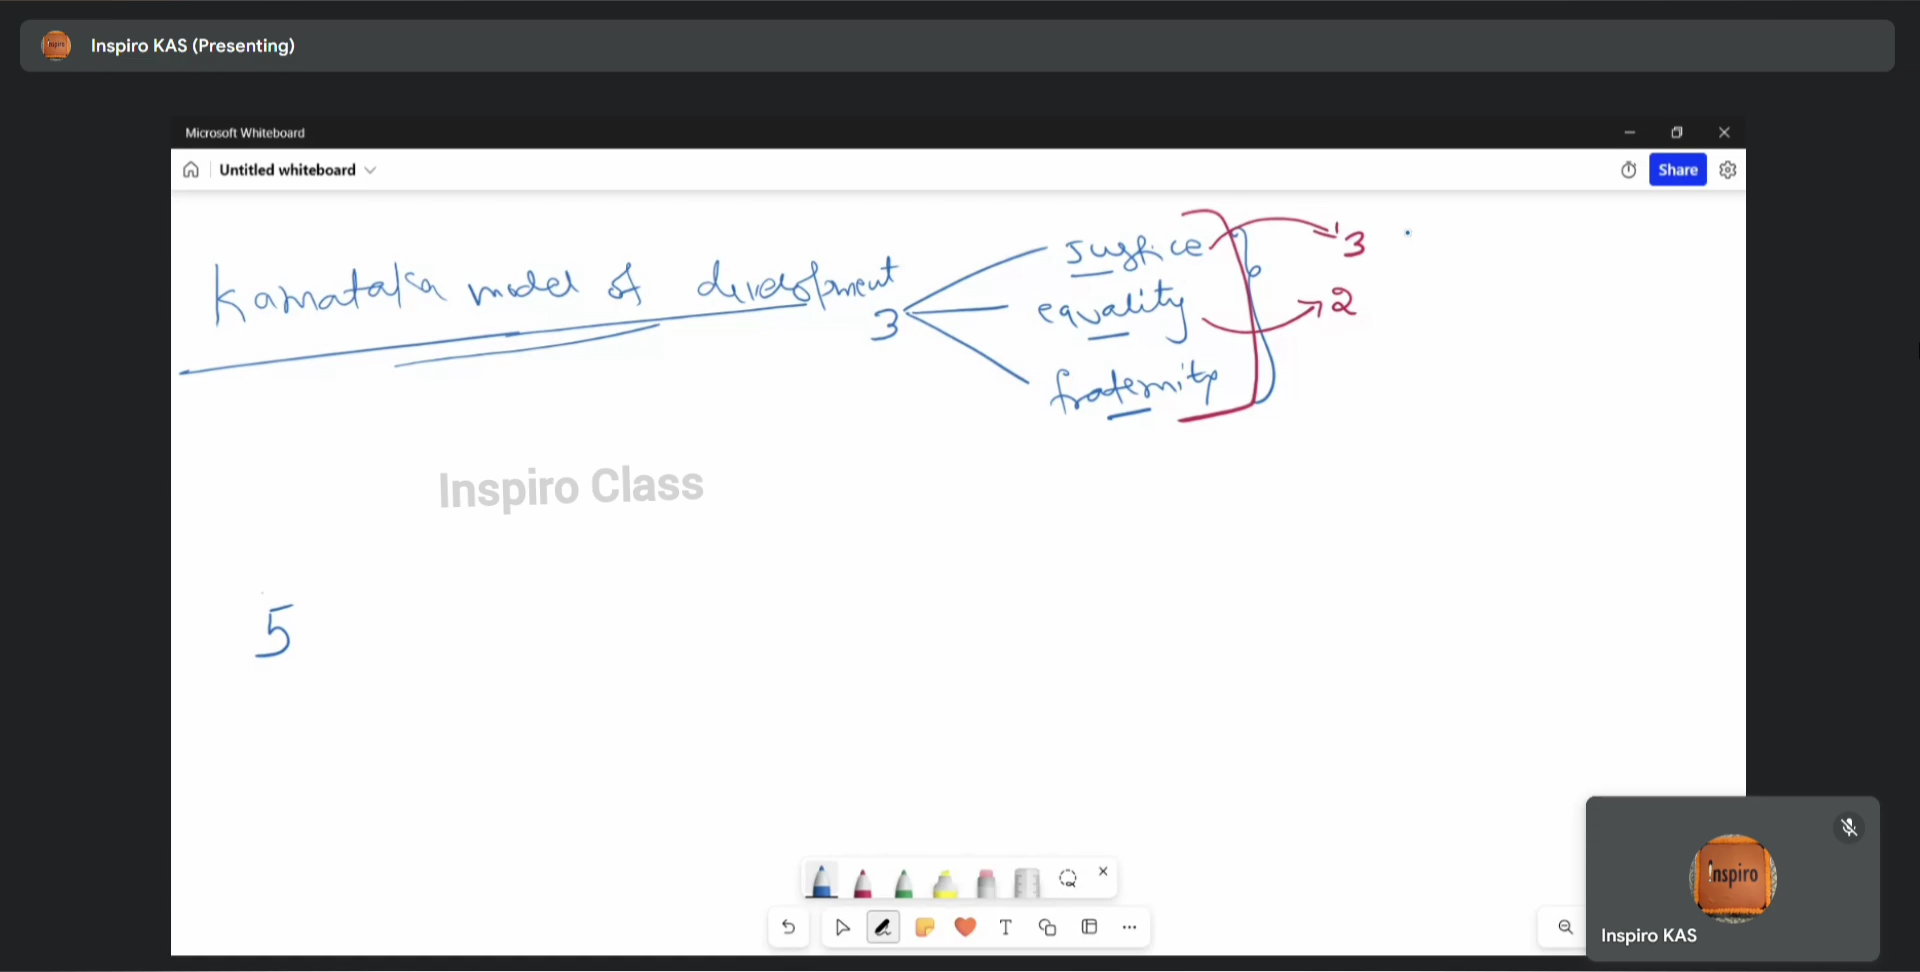 Inspiro KAS (Presenting)
Microsoft Whiteboard
Untitled whiteboard
Share
Karnataka model of development
3
Justice
equality
fraternity
3
2
Inspiro Class
5
T
Inspiro
Inspiro KAS